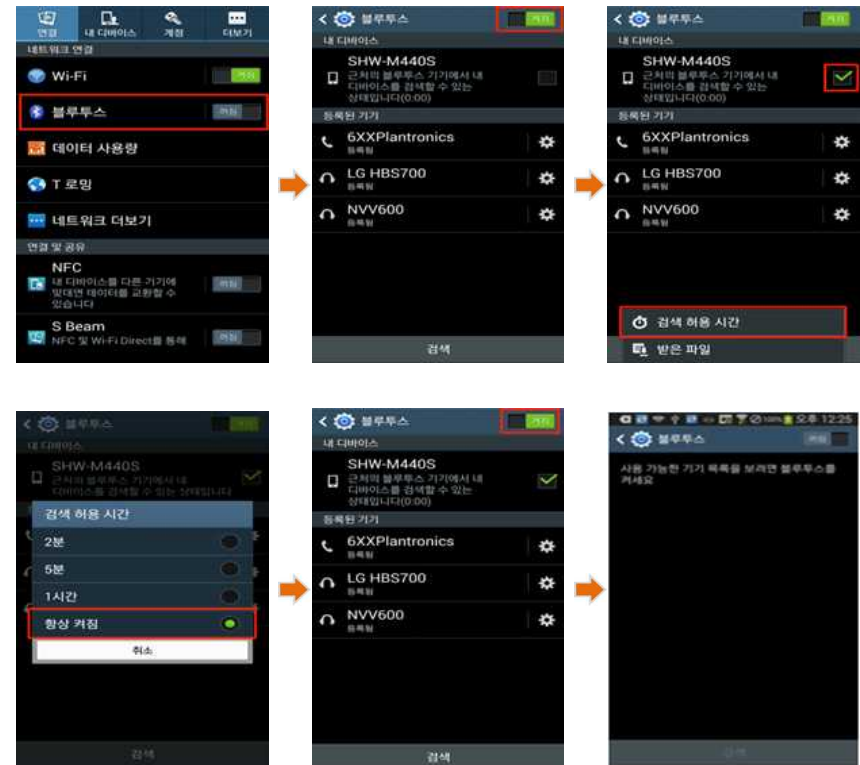 연결
내 디바이스
계정
더보기
네트워크 연결
Wi-Fi
켜짐
블루투스
꺼짐
데이터 사용량
T 로밍
네트워크 더보기
연결 및 공유
NFC
내 디바이스를 다른 기기에
맞대면 데이터를 교환할 수
있습니다
꺼짐
S Beam
NFC 및 Wi-Fi Direct를 통해
꺼짐
< 블루투스
켜짐
내 디바이스
SHW-M440S
근처의 블루투스 기기에서 내
디바이스를 검색할 수 있는
상태입니다(0:00)
등록된 기기
6XXPlantronics
등록됨
LG HBS700
등록됨
NVV600
등록됨
검색
< 블루투스
켜짐
내 디바이스
SHW-M440S
근처의 블루투스 기기에서 내
디바이스를 검색할 수 있는
상태입니다(0:00)
등록된 기기
6XXPlantronics
등록됨
LG HBS700
등록됨
NVV600
등록됨
검색 허용 시간
받은 파일
< 블루투스
켜짐
내 디바이스
SHW-M440S
근처의 블루투스 기기에서 내
디바이스를 검색할 수 있는 상태입니다
검색 허용 시간
2분
5분
1시간
항상 켜짐
취소
검색
< 블루투스
켜짐
내 디바이스
SHW-M440S
근처의 블루투스 기기에서 내
디바이스를 검색할 수 있는
상태입니다(0:00)
등록된 기기
6XXPlantronics
등록됨
LG HBS700
등록됨
NVV600
등록됨
검색
100% 오후 12:25
< 블루투스
꺼짐
사용 가능한 기기 목록을 보려면 블루투스를
켜세요
검색